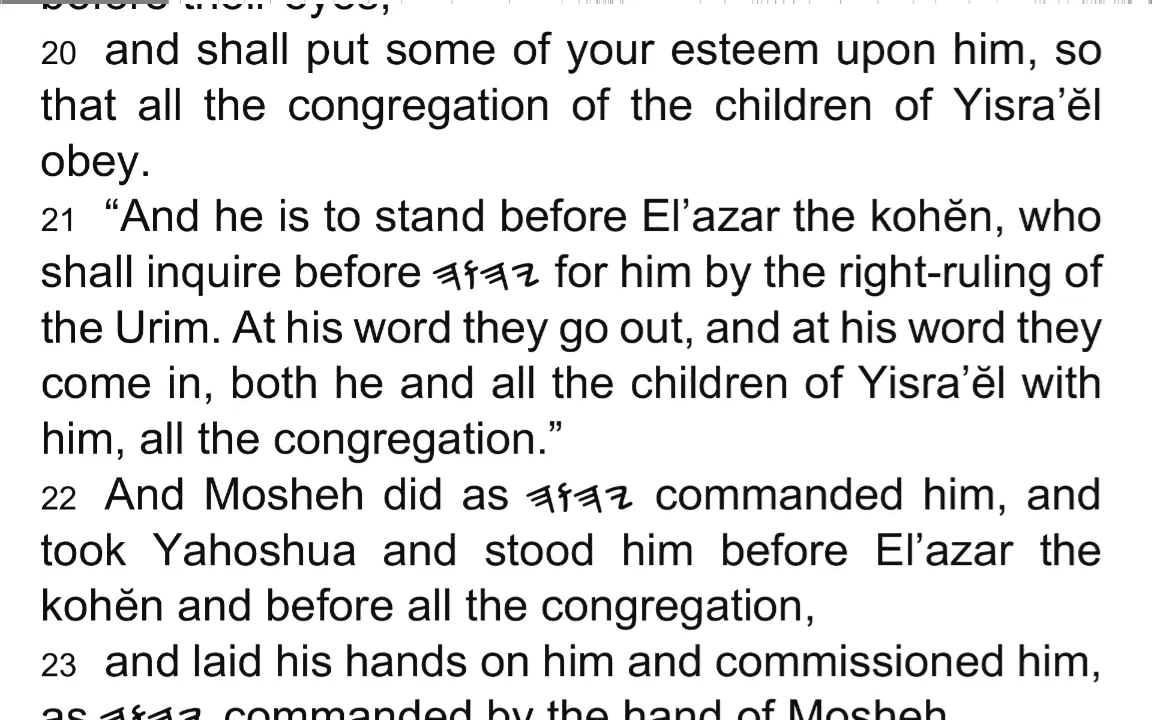 before their eyes,
20 and shall put some of your esteem upon him, so
that all the congregation of the children of Yisra’ĕl
obey.
21 “And he is to stand before El’azar the kohĕn, who
shall inquire before 𐤉𐤄𐤅𐤄 for him by the right-ruling of
the Urim. At his word they go out, and at his word they
come in, both he and all the children of Yisra’ĕl with
him, all the congregation.”
22 And Mosheh did as 𐤉𐤄𐤅𐤄 commanded him, and
took Yahoshua and stood him before El’azar the
kohĕn and before all the congregation,
23 and laid his hands on him and commissioned him,
as 𐤉𐤄𐤅𐤄 commanded by the hand of Mosheh.